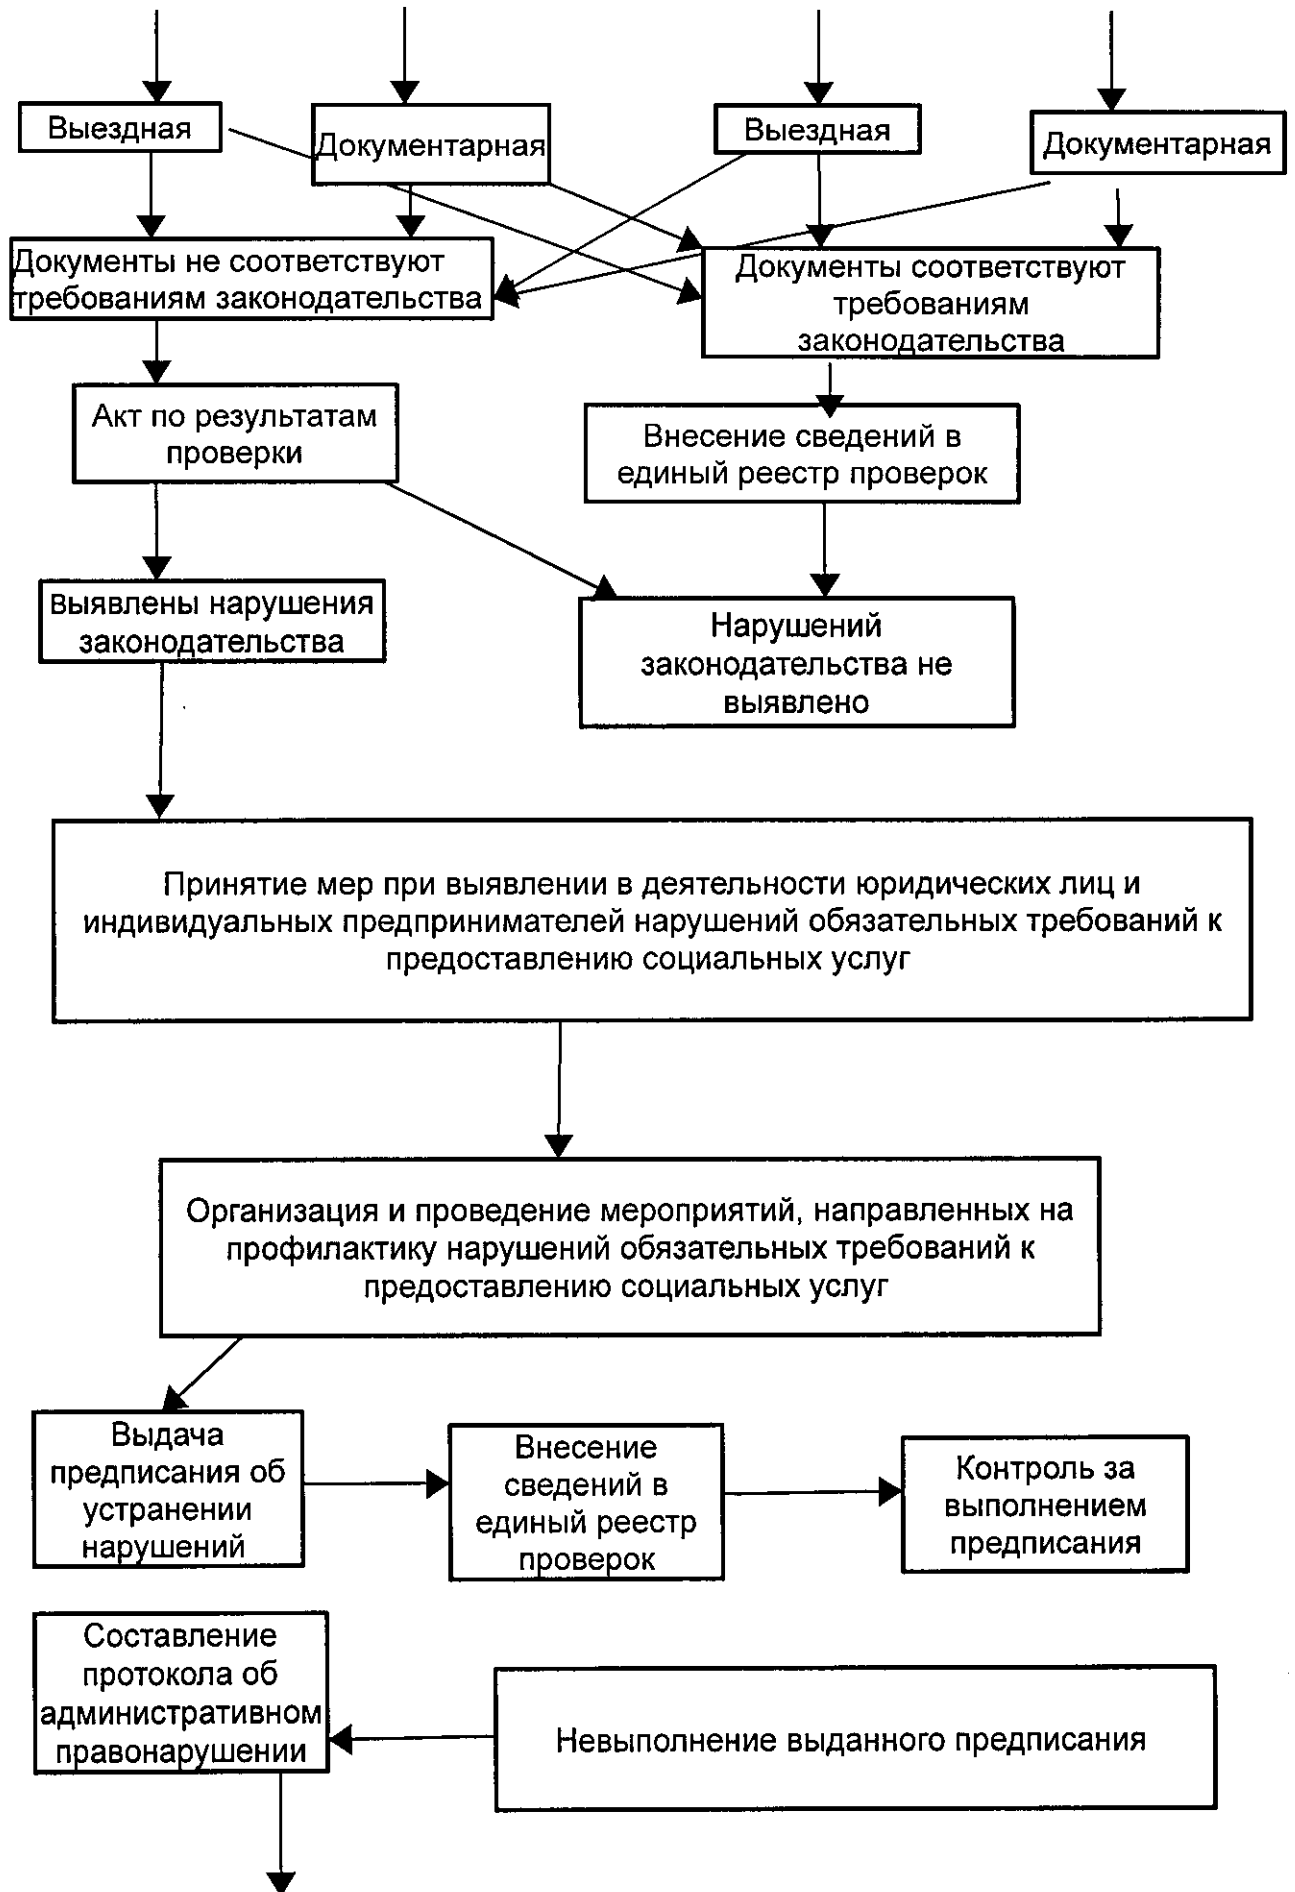 Выездная
Документарная
Выездная
Документарная
Документы не соответствуют
требованиям законодательства
Документы соответствуют
требованиям
законодательства
Акт по результатам
проверки
Внесение сведений в
единый реестр проверок
Выявлены нарушения
законодательства
Нарушений
законодательства не
выявлено
Принятие мер при выявлении в деятельности юридических лиц и
индивидуальных предпринимателей нарушений обязательных требований к
предоставлению социальных услуг
Организация и проведение мероприятий, направленных на
профилактику нарушений обязательных требований к
предоставлению социальных услуг
Выдача
предписания об
устранении
нарушений
Внесение
сведений в
единый реестр
проверок
Контроль за
выполнением
предписания
Составление
протокола об
административном
правонарушении
Невыполнение выданного предписания